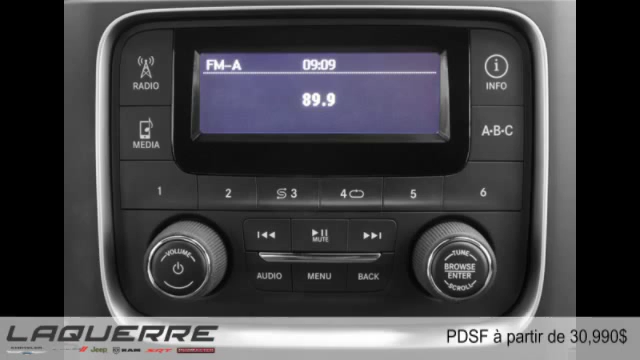 FM-A 09:09
89.9
RADIO
INFO
MEDIA
A-B-C
1 2 3 4 5 6
MUTE
VOLUME
TUNE
BROWSE
ENTER
SCROLL
AUDIO MENU BACK
LAQUERRE
Jeep RAM SRT
PDSF à partir de 30,990$